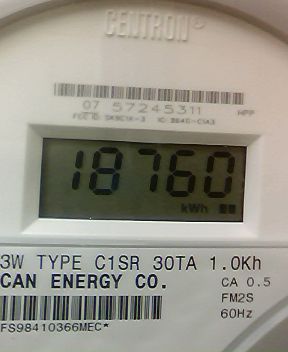 CENTRON®
07 57245311 HPP
18760
kWh
3W TYPE C1SR 30TA 1.0Kh
CAN ENERGY CO. CA 0.5
FM2S
60Hz
FS98410366MEC*